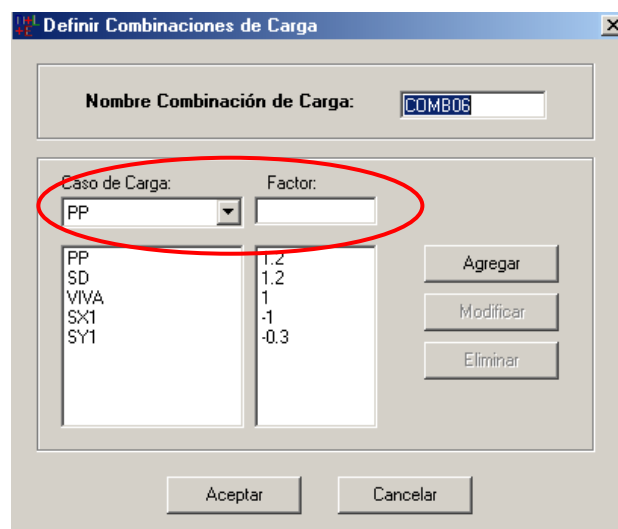 Definir Combinaciones de Carga
Nombre Combinación de Carga: COMB06
Caso de Carga: Factor:
PP
PP 1.2
SD 1.2
VIVA 1
SX1 -1
SY1 -0.3
Agregar
Modificar
Eliminar
Aceptar Cancelar